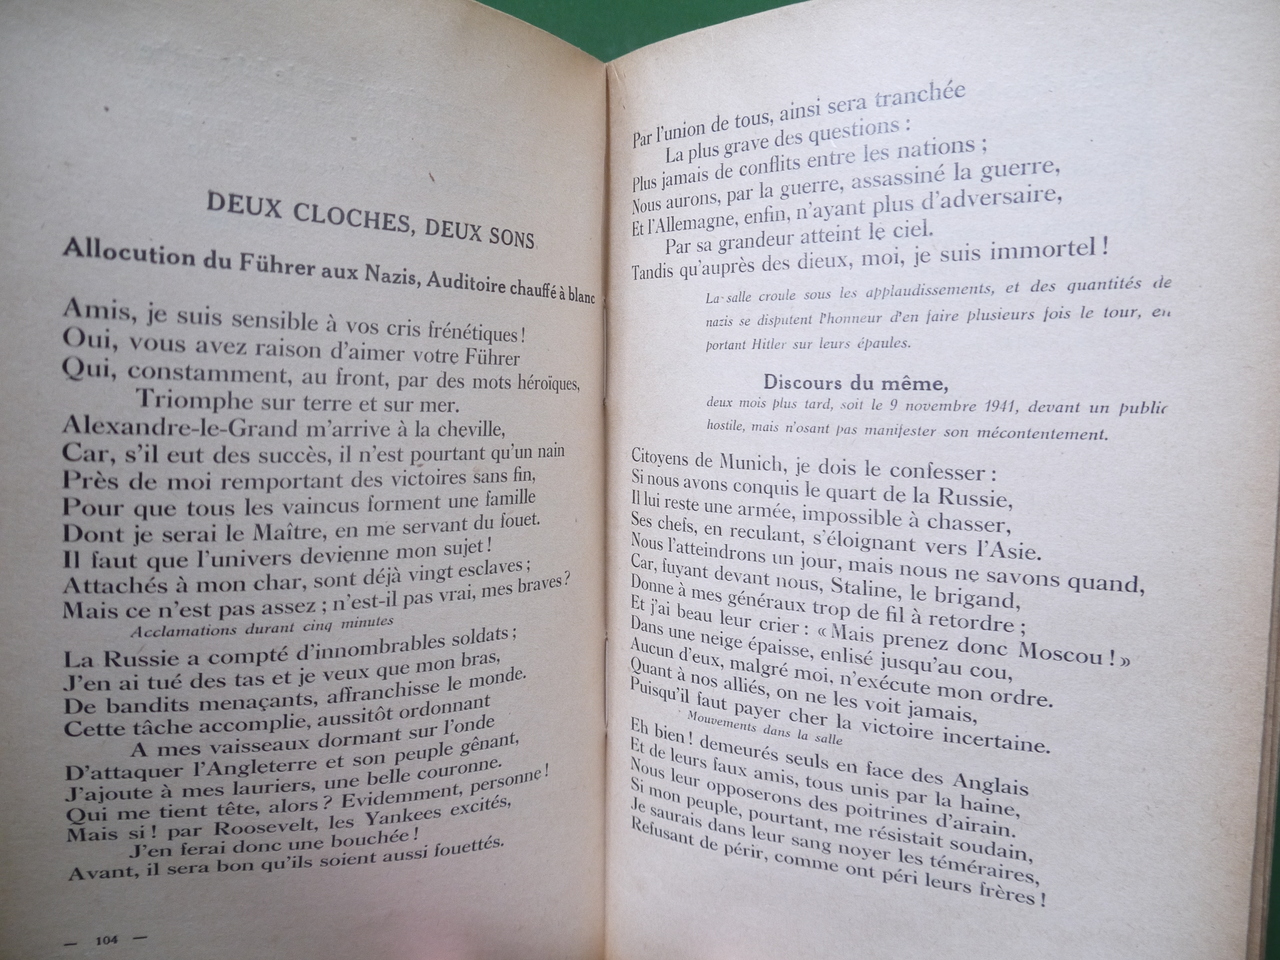 DEUX CLOCHES, DEUX SONS
Allocution du Führer aux Nazis, Auditoire chauffé à blanc
Amis, je suis sensible à vos cris frénétiques!
Oui, vous avez raison d'aimer votre Führer
Qui, constamment, au front, par des mots héroïques,
Triomphe sur terre et sur mer.
Alexandre-le-Grand m'arrive à la cheville,
Car, s'il eut des succès, il n'est pourtant qu'un nain
Près de moi remportant des victoires sans fin,
Pour que tous les vaincus forment une famille
Dont je serai le Maître, en me servant du fouet.
Il faut que l'univers devienne mon sujet!
Attachés à mon char, sont déjà vingt esclaves;
Mais ce n'est pas assez; n'est-il pas vrai, mes braves?
Acclamations durant cinq minutes
La Russie a compté d'innombrables soldats;
J'en ai tué des tas et je veux que mon bras,
De bandits menaçants, affranchisse le monde.
Cette tâche accomplie, aussitôt ordonnant
A mes vaisseaux dormant sur l'onde
D'attaquer l'Angleterre et son peuple gênant,
J'ajoute à mes lauriers, une belle couronne.
Qui me tient tête, alors? Evidemment, personne!
Mais si! par Roosevelt, les Yankees excités,
J'en ferai donc une bouchée!
Avant, il sera bon qu'ils soient aussi fouettés.
— 104 —
Par l'union de tous, ainsi sera tranchée
La plus grave des questions :
Plus jamais de conflits entre les nations ;
Nous aurons, par la guerre, assassiné la guerre,
Et l'Allemagne, enfin, n'ayant plus d'adversaire,
Par sa grandeur atteint le ciel.
Tandis qu'auprès des dieux, moi, je suis immortel!
La salle croule sous les applaudissements, et des quantités de
nazis se disputent l'honneur d'en faire plusieurs fois le tour, en
portant Hitler sur leurs épaules.
Discours du même,
deux mois plus tard, soit le 9 novembre 1941, devant un public
hostile, mais n'osant pas manifester son mécontentement.
Citoyens de Munich, je dois le confesser :
Si nous avons conquis le quart de la Russie,
Il lui reste une armée, impossible à chasser,
Ses chefs, en reculant, s'éloignant vers l'Asie.
Nous l'atteindrons un jour, mais nous ne savons quand,
Car, fuyant devant nous, Staline, le brigand,
Donne à mes généraux trop de fil à retordre ;
Et j'ai beau leur crier : « Mais prenez donc Moscou! »
Dans une neige épaisse, enlisé jusqu'au cou,
Aucun d'eux, malgré moi, n'exécute mon ordre.
Quant à nos alliés, on ne les voit jamais,
Puisqu'il faut payer cher la victoire incertaine.
Mouvements dans la salle
Eh bien! demeurés seuls en face des Anglais
Et de leurs faux amis, tous unis par la haine,
Nous leur opposerons des poitrines d'airain.
Si mon peuple, pourtant, me résistait soudain,
Je saurais dans leur sang noyer les téméraires,
Refusant de périr, comme ont péri leurs frères!